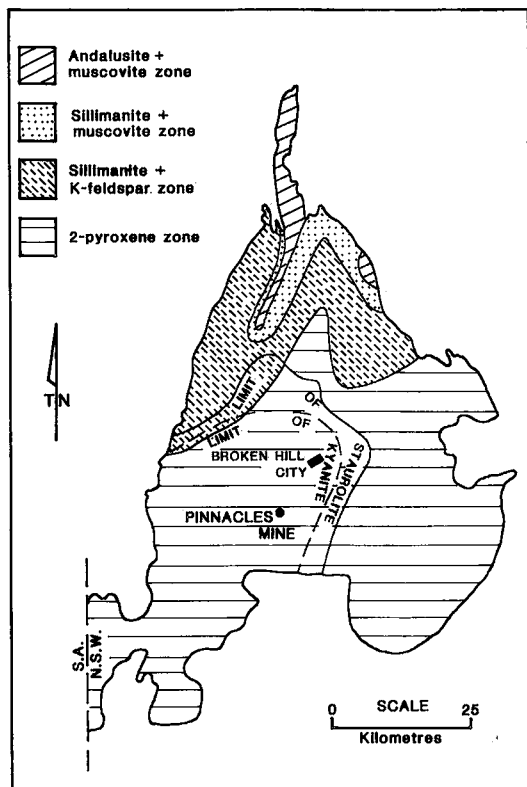 Andalusite +
muscovite zone
Sillimanite +
muscovite zone
Sillimanite +
K-feldspar. zone
2-pyroxene zone
TN
LIMIT OF
LIMIT OF
BROKEN HILL
CITY
STAUROLITE
KYANITE
PINNACLES
MINE
S.A.
N.S.W.
0 SCALE 25
Kilometres